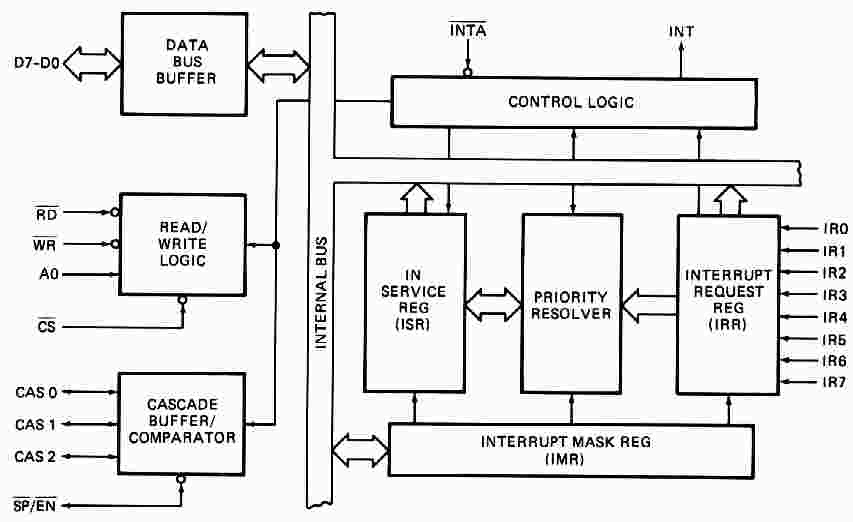 DATA
BUS
BUFFER
D7-D0
INTA
INT
CONTROL LOGIC
RD
WR
A0
CS
READ/
WRITE
LOGIC
INTERNAL BUS
IN
SERVICE
REG
(ISR)
PRIORITY
RESOLVER
INTERRUPT
REQUEST
REG
(IRR)
IR0
IR1
IR2
IR3
IR4
IR5
IR6
IR7
CAS 0
CAS 1
CAS 2
CASCADE
BUFFER/
COMPARATOR
SP/EN
INTERRUPT MASK REG
(IMR)